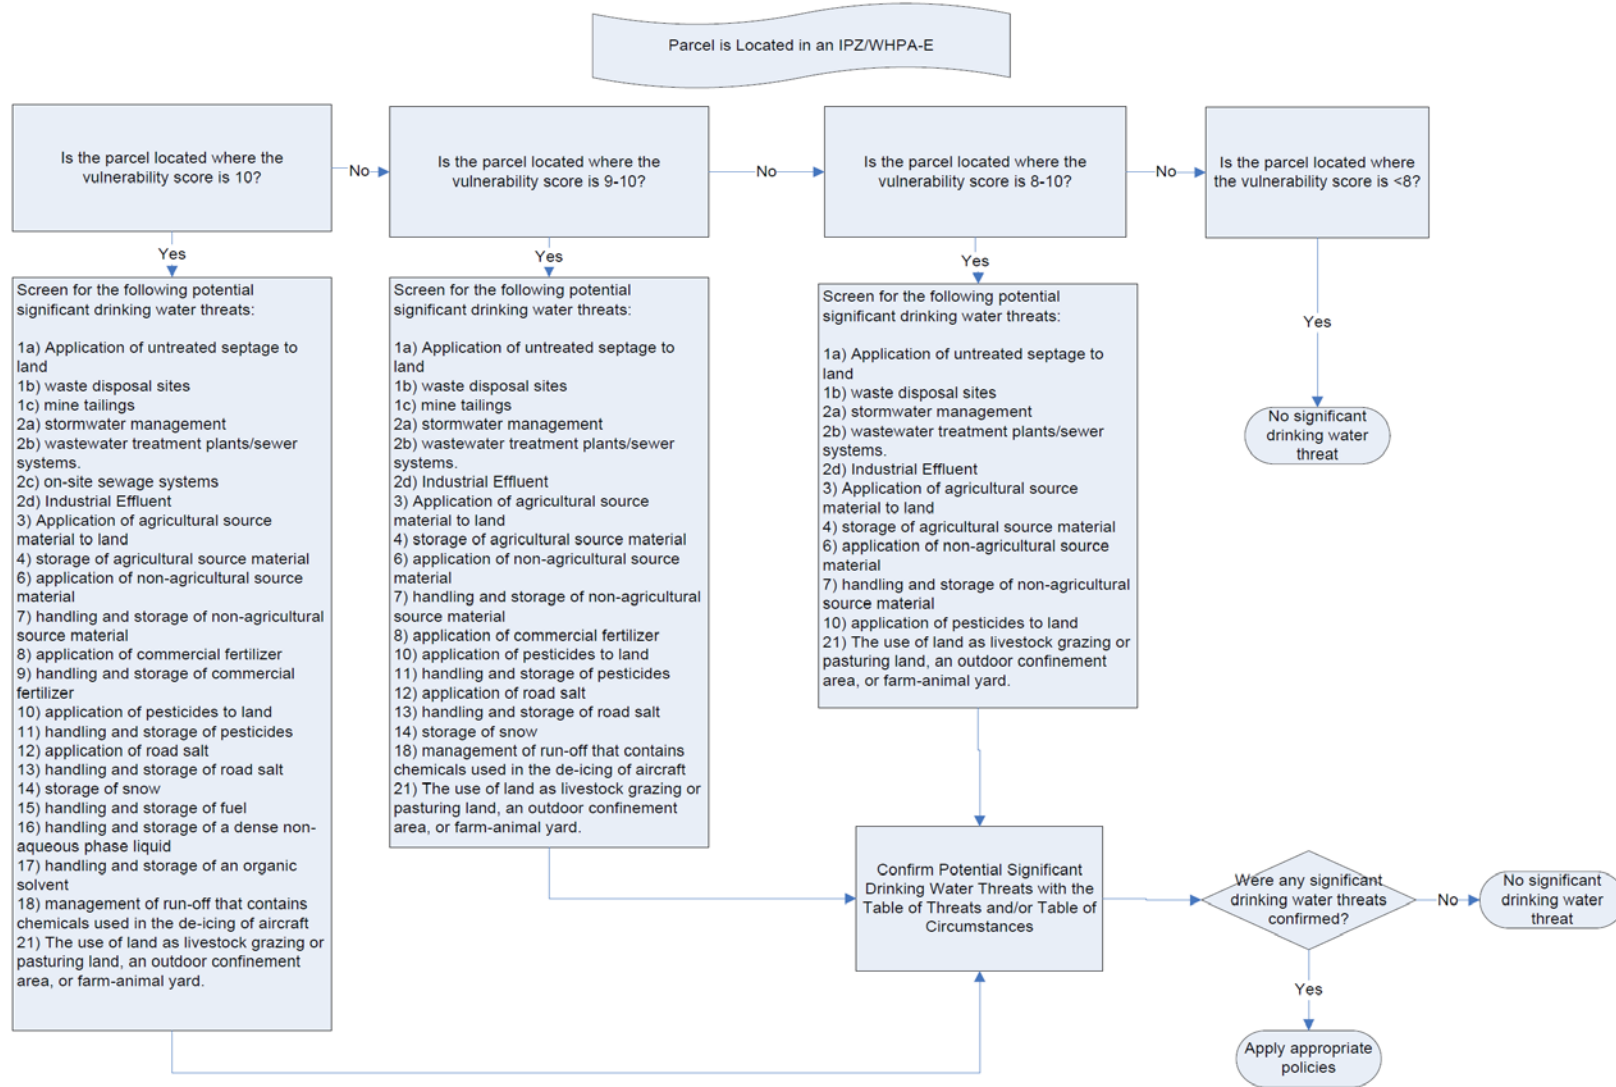 Parcel is Located in an IPZ/WHPA-E
Is the parcel located where the
vulnerability score is 10?
No
Is the parcel located where the
vulnerability score is 9-10?
No
Is the parcel located where the
vulnerability score is 8-10?
No
Is the parcel located where
the vulnerability score is <8?
Yes
Screen for the following potential
significant drinking water threats:
1a) Application of untreated septage to
land
1b) waste disposal sites
1c) mine tailings
2a) stormwater management
2b) wastewater treatment plants/sewer
systems.
2c) on-site sewage systems
2d) Industrial Effluent
3) Application of agricultural source
material to land
4) storage of agricultural source material
6) application of non-agricultural source
material
7) handling and storage of non-agricultural
source material
8) application of commercial fertilizer
9) handling and storage of commercial
fertilizer
10) application of pesticides to land
11) handling and storage of pesticides
12) application of road salt
13) handling and storage of road salt
14) storage of snow
15) handling and storage of fuel
16) handling and storage of a dense non-
aqueous phase liquid
17) handling and storage of an organic
solvent
18) management of run-off that contains
chemicals used in the de-icing of aircraft
21) The use of land as livestock grazing or
pasturing land, an outdoor confinement
area, or farm-animal yard.
Yes
Screen for the following potential
significant drinking water threats:
1a) Application of untreated septage to
land
1b) waste disposal sites
1c) mine tailings
2a) stormwater management
2b) wastewater treatment plants/sewer
systems.
2d) Industrial Effluent
3) Application of agricultural source
material to land
4) storage of agricultural source material
6) application of non-agricultural source
material
7) handling and storage of non-agricultural
source material
8) application of commercial fertilizer
10) application of pesticides to land
11) handling and storage of pesticides
12) application of road salt
13) handling and storage of road salt
14) storage of snow
18) management of run-off that contains
chemicals used in the de-icing of aircraft
21) The use of land as livestock grazing or
pasturing land, an outdoor confinement
area, or farm-animal yard.
Yes
Screen for the following potential
significant drinking water threats:
1a) Application of untreated septage to
land
1b) waste disposal sites
2a) stormwater management
2b) wastewater treatment plants/sewer
systems.
2d) Industrial Effluent
3) Application of agricultural source
material to land
4) storage of agricultural source material
6) application of non-agricultural source
material
7) handling and storage of non-agricultural
source material
10) application of pesticides to land
21) The use of land as livestock grazing or
pasturing land, an outdoor confinement
area, or farm-animal yard.
Yes
No significant
drinking water
threat
Confirm Potential Significant
Drinking Water Threats with the
Table of Threats and/or Table of
Circumstances
Were any significant
drinking water threats
confirmed?
No
No significant
drinking water
threat
Yes
Apply appropriate
policies